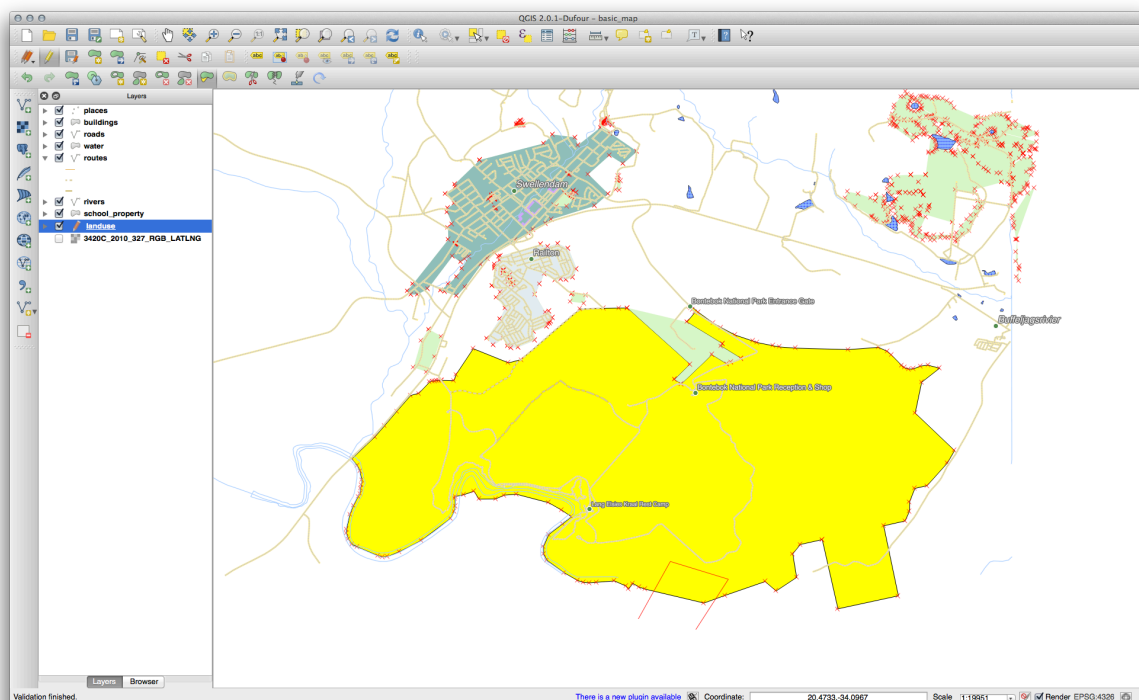 QGIS 2.0.1-Dufour - basic_map
Layers
places
buildings
roads
water
routes
rivers
school_property
landuse
3420C_2010_327_RGB_LATLNG
Swellendam
Railton
Bontebok National Park Entrance Gate
Buffeljagsrivier
Bontebok National Park Reception & Shop
Lang Elsies Kraal Rest Camp
Layers
Browser
Validation finished.
There is a new plugin available
Coordinate:
20.4733,-34.0967
Scale
1:19951
Render
EPSG:4326